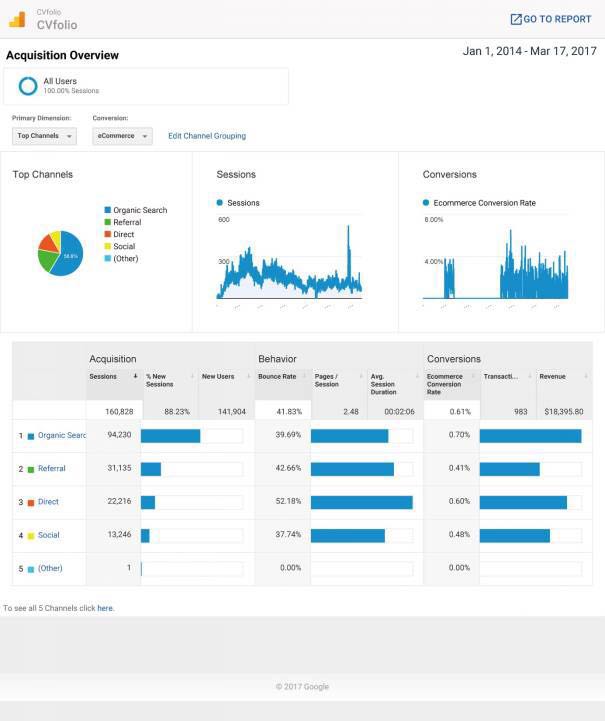 CVfolio
CVfolio
GO TO REPORT
Acquisition Overview
Jan 1, 2014 - Mar 17, 2017
All Users
100.00% Sessions
Primary Dimension:
Conversion:
Top Channels
eCommerce
Edit Channel Grouping
Top Channels
Organic Search
Referral
Direct
Social
(Other)
58.6%
Sessions
Sessions
600
300
Conversions
Ecommerce Conversion Rate
8.00%
4.00%
Acquisition
Behavior
Conversions
Sessions
% New Sessions
New Users
Bounce Rate
Pages / Session
Avg. Session Duration
Ecommerce Conversion Rate
Transacti...
Revenue
160,828 88.23% 141,904 41.83% 2.48 00:02:06 0.61% 983 $18,395.80
1 Organic Searc 94,230 39.69% 0.70%
2 Referral 31,135 42.66% 0.41%
3 Direct 22,216 52.18% 0.60%
4 Social 13,246 37.74% 0.48%
5 (Other) 1 0.00% 0.00%
To see all 5 Channels click here.
© 2017 Google